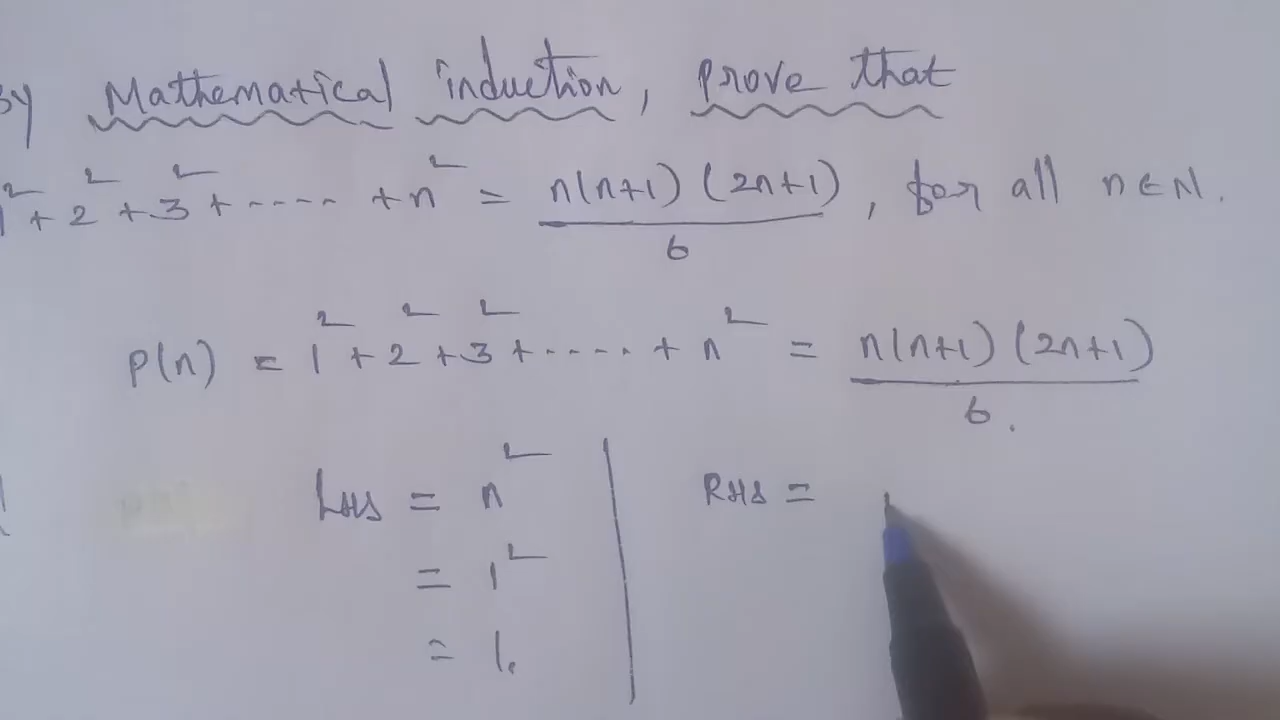 By Mathematical induction, prove that
1² + 2² + 3² + ---- + n² = n(n+1)(2n+1)/6, for all n ∈ N.
P(n) = 1² + 2² + 3² + ---- + n² = n(n+1)(2n+1)/6.
LHS = n²
= 1²
= 1.
RHS =